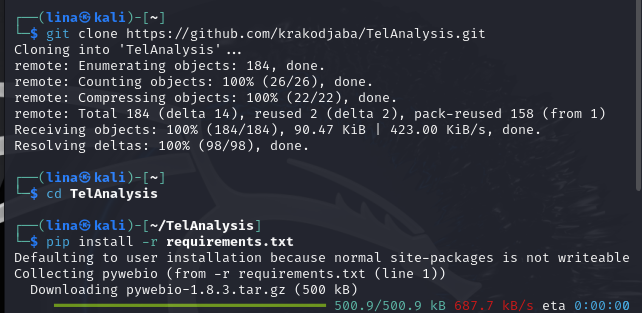 ┌──(lina㉿kali)-[~]
└─$ git clone https://github.com/krakodjaba/TelAnalysis.git
Cloning into 'TelAnalysis'...
remote: Enumerating objects: 184, done.
remote: Counting objects: 100% (26/26), done.
remote: Compressing objects: 100% (22/22), done.
remote: Total 184 (delta 14), reused 2 (delta 2), pack-reused 158 (from 1)
Receiving objects: 100% (184/184), 90.47 KiB | 423.00 KiB/s, done.
Resolving deltas: 100% (98/98), done.
┌──(lina㉿kali)-[~]
└─$ cd TelAnalysis
┌──(lina㉿kali)-[~/TelAnalysis]
└─$ pip install -r requirements.txt
Defaulting to user installation because normal site-packages is not writeable
Collecting pywebio (from -r requirements.txt (line 1))
  Downloading pywebio-1.8.3.tar.gz (500 kB)
500.9/500.9 kB 687.7 kB/s eta 0:00:00